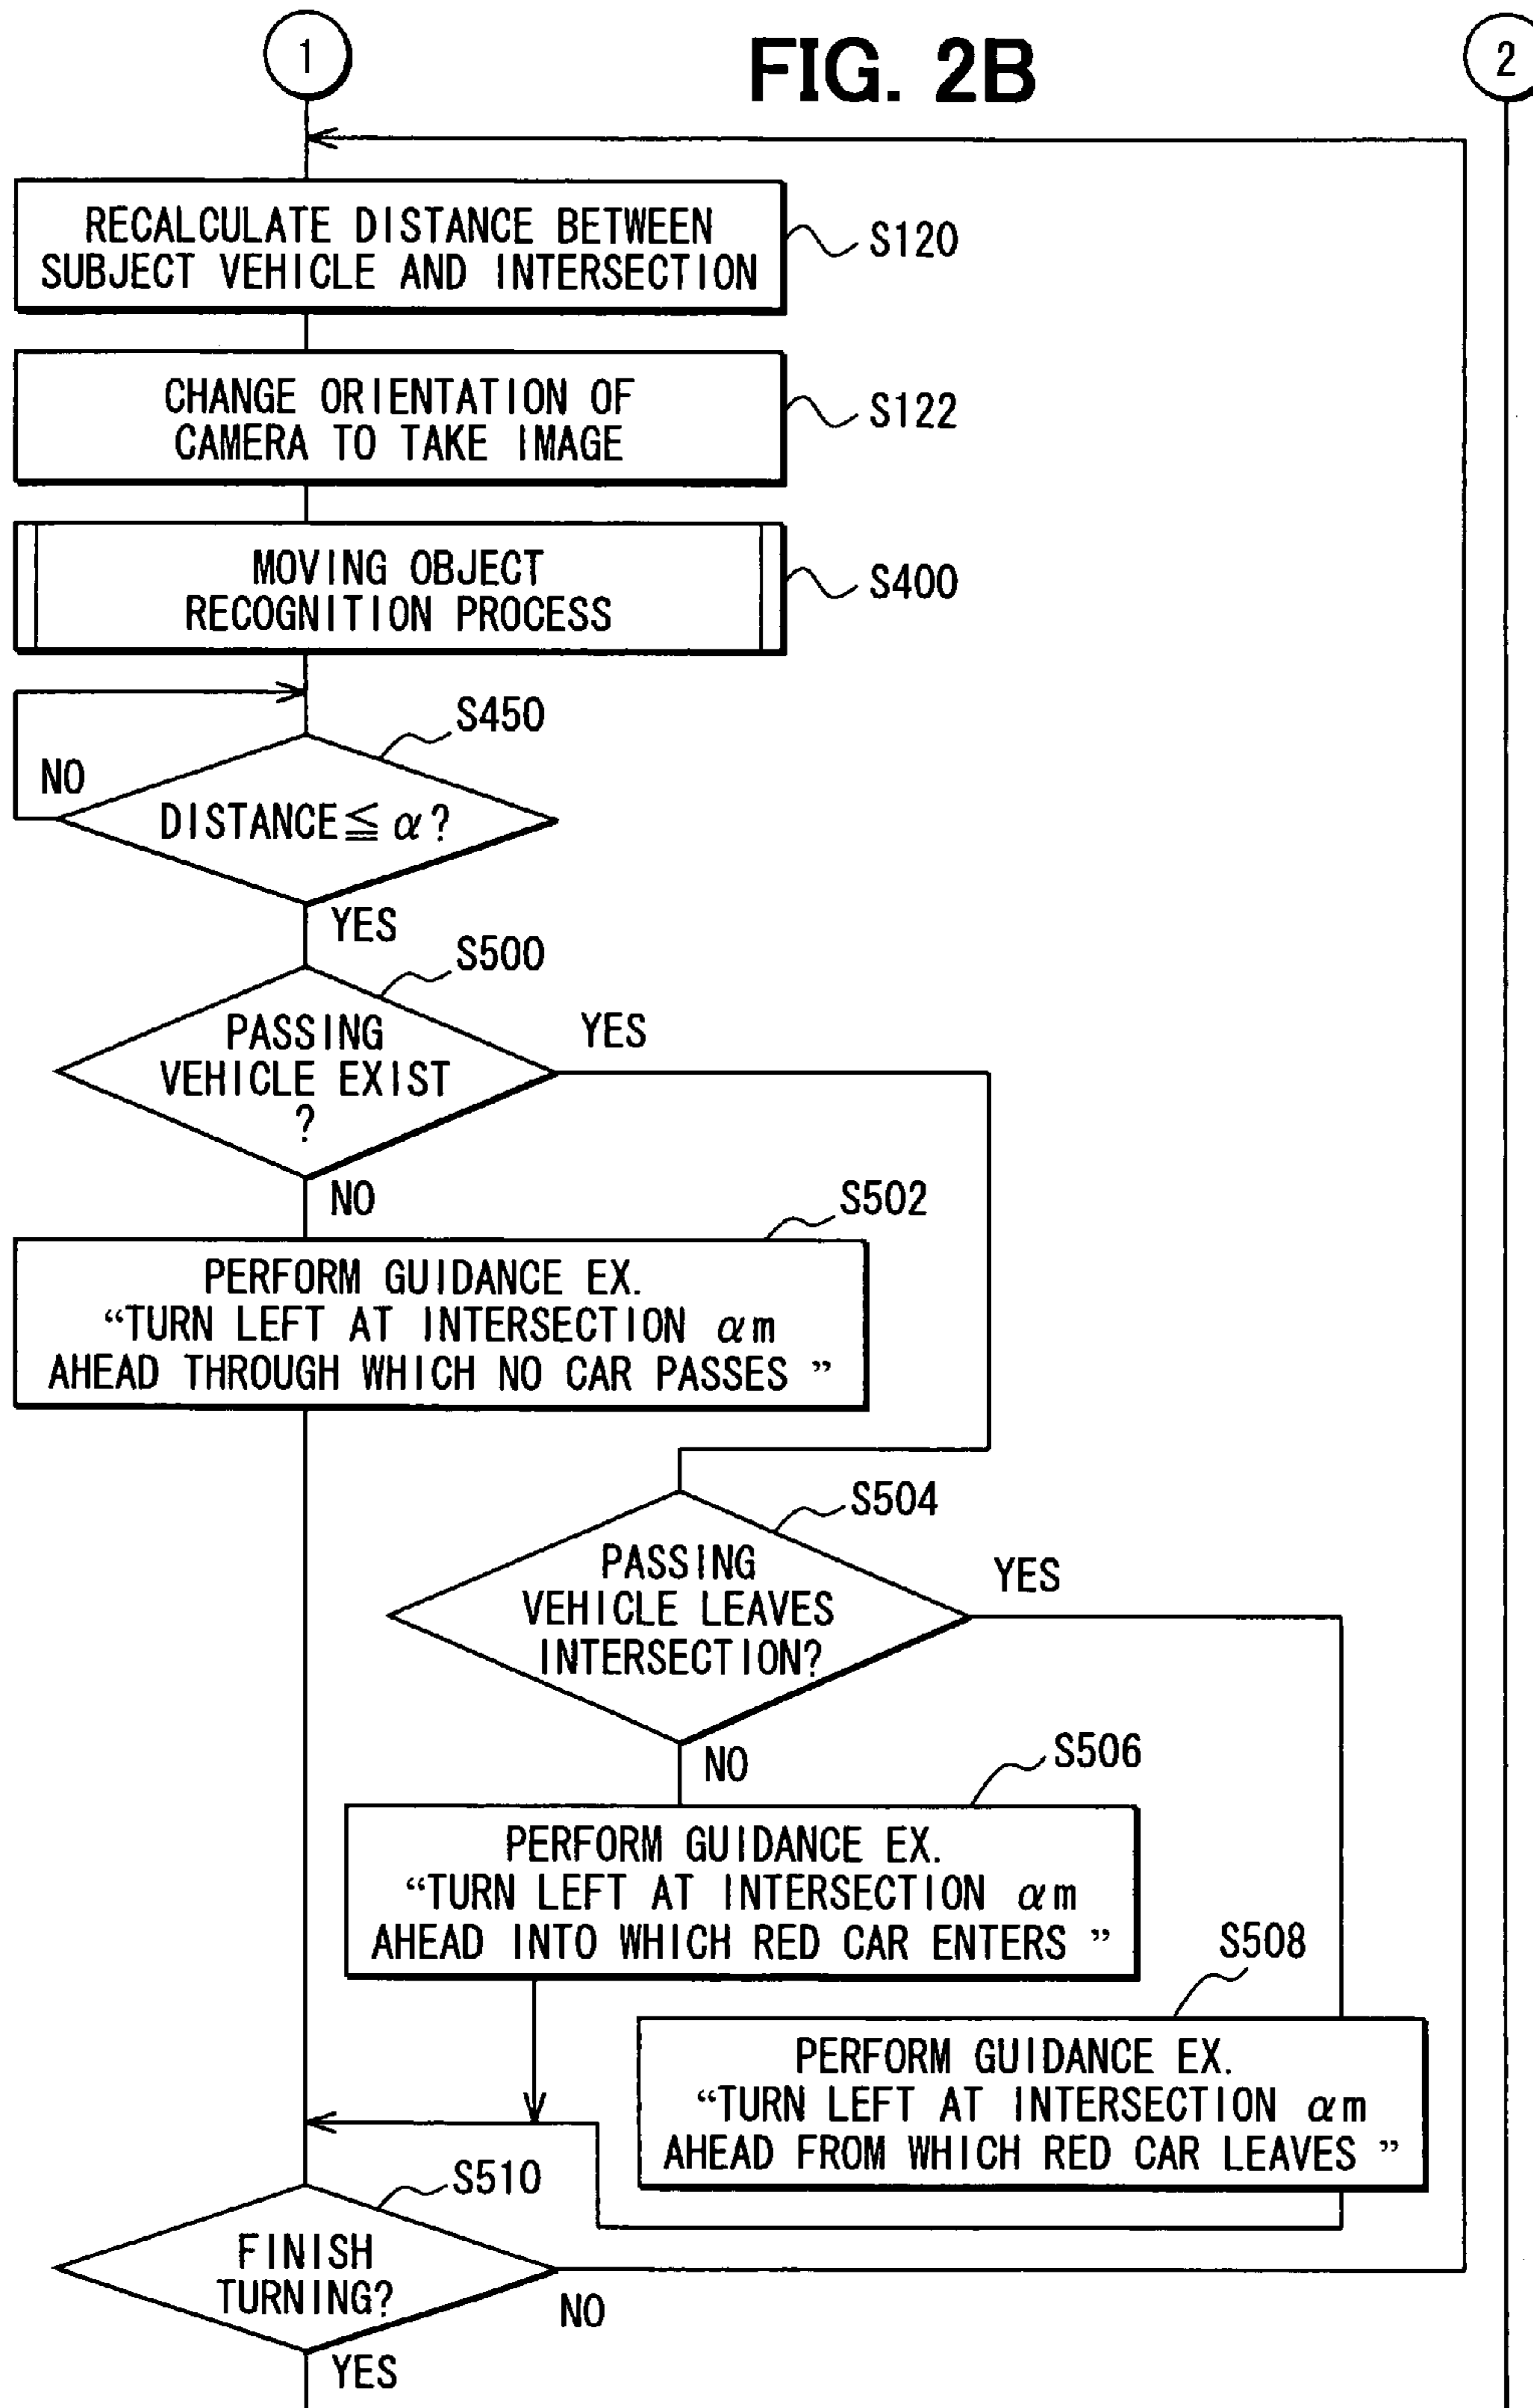 1
FIG. 2B
2
RECALCULATE DISTANCE BETWEEN
SUBJECT VEHICLE AND INTERSECTION
S120
CHANGE ORIENTATION OF
CAMERA TO TAKE IMAGE
S122
MOVING OBJECT
RECOGNITION PROCESS
S400
S450
NO
DISTANCE≦α?
YES
S500
PASSING
VEHICLE EXIST
?
YES
NO
S502
PERFORM GUIDANCE EX.
“TURN LEFT AT INTERSECTION αm
AHEAD THROUGH WHICH NO CAR PASSES ”
S504
PASSING
VEHICLE LEAVES
INTERSECTION?
YES
NO
S506
PERFORM GUIDANCE EX.
“TURN LEFT AT INTERSECTION αm
AHEAD INTO WHICH RED CAR ENTERS ”
S508
PERFORM GUIDANCE EX.
“TURN LEFT AT INTERSECTION αm
AHEAD FROM WHICH RED CAR LEAVES ”
S510
FINISH
TURNING?
NO
YES